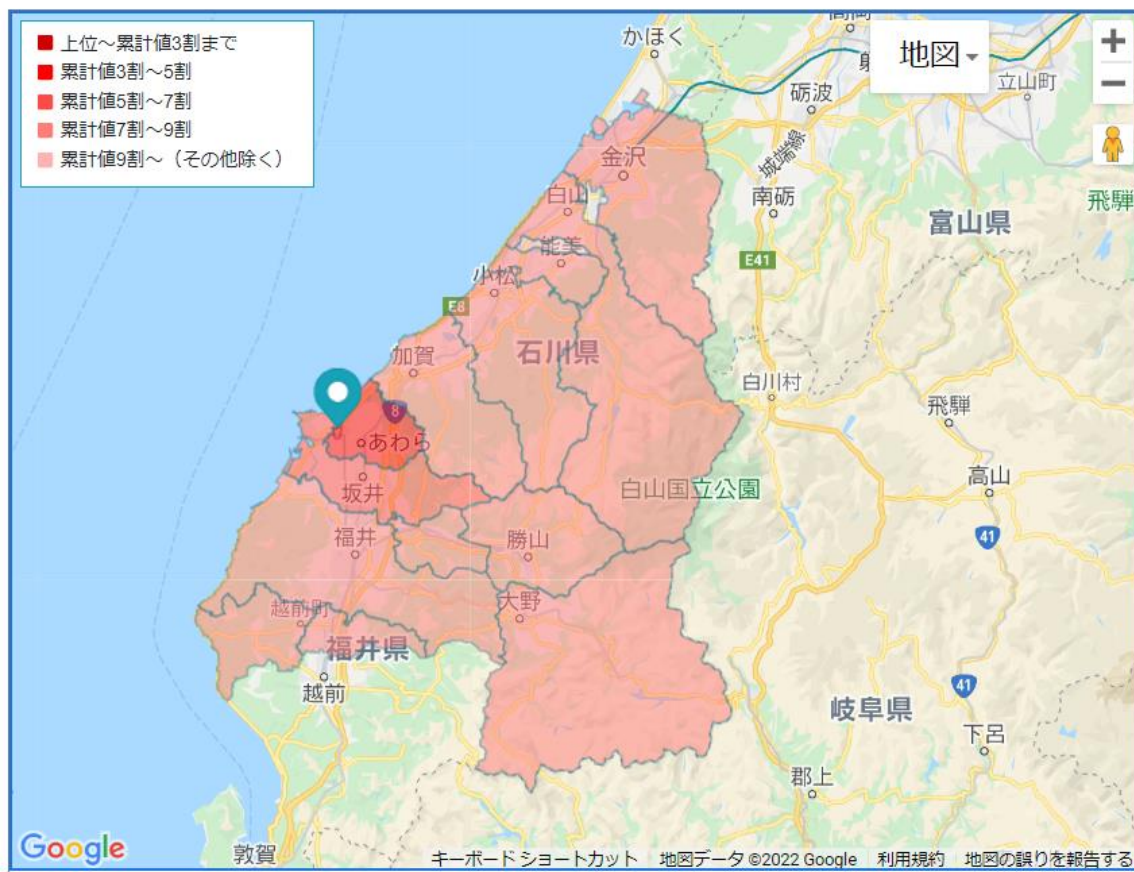 上位～累計値3割まで
累計値3割～5割
累計値5割～7割
累計値7割～9割
累計値9割～（その他除く）
かほく
地図
立山町
砺波
城端線
金沢
白山
南砺
飛騨
富山県
能美
E41
小松
E8
石川県
加賀
白川村
8
飛騨
あわら
高山
坂井
白山国立公園
41
福井
勝山
大野
越前町
福井県
越前
41
岐阜県
下呂
郡上
敦賀
Google
キーボード ショートカット 地図データ ©2022 Google 利用規約 地図の誤りを報告する